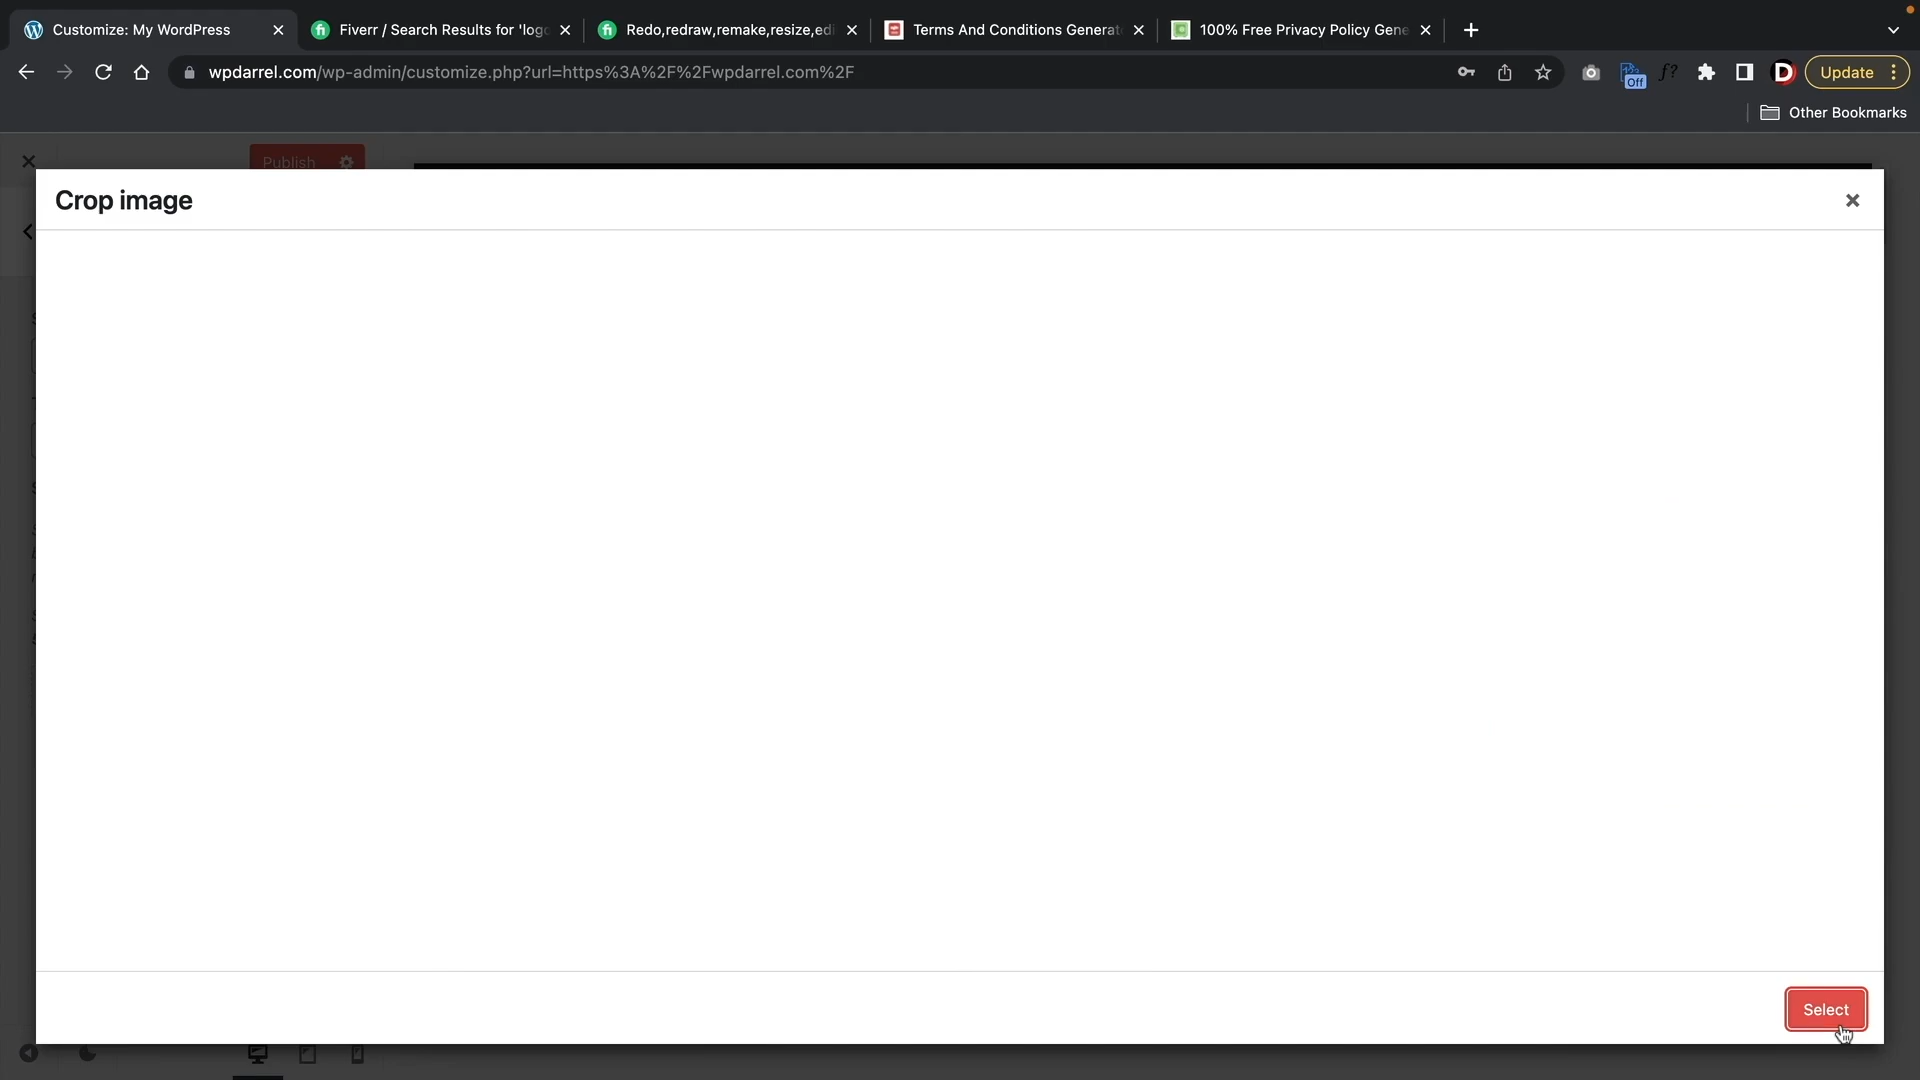 Customize: My WordPress
Fiverr / Search Results for 'logo
Redo,redraw,remake,resize,edi
Terms And Conditions Generat
100% Free Privacy Policy Gene
wpdarrel.com/wp-admin/customize.php?url=https%3A%2F%2Fwpdarrel.com%2F
Off
f?
D
Update
Other Bookmarks
Publish
Crop image
Select